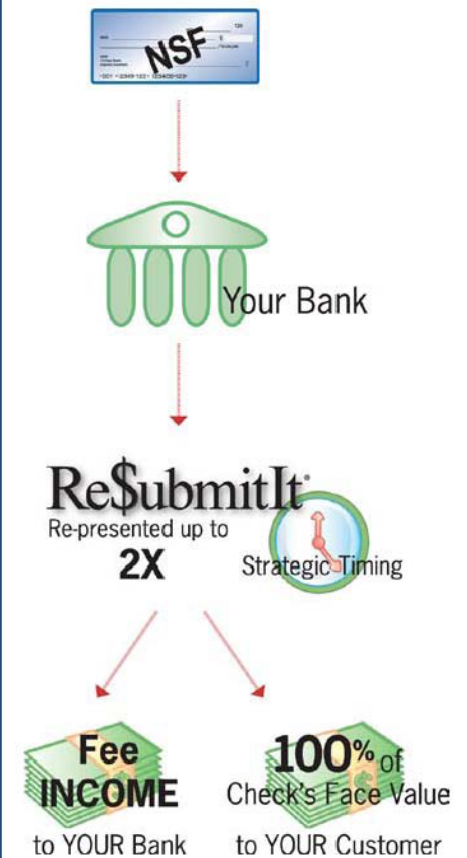 NSF
Your Bank
Re$ubmitIt®
Re-presented up to
2X
Strategic Timing
Fee
INCOME
to YOUR Bank
100% of
Check's Face Value
to YOUR Customer